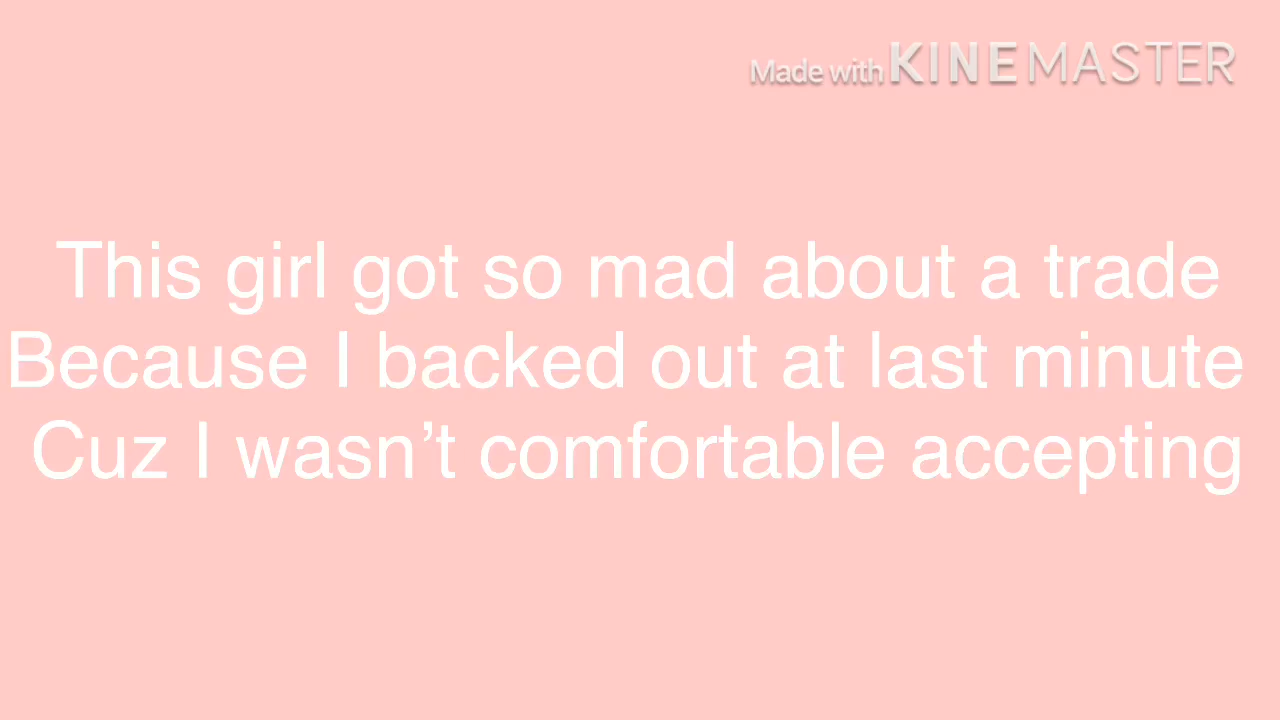 Made with KINEMASTER
This girl got so mad about a trade
Because I backed out at last minute
Cuz I wasn’t comfortable accepting